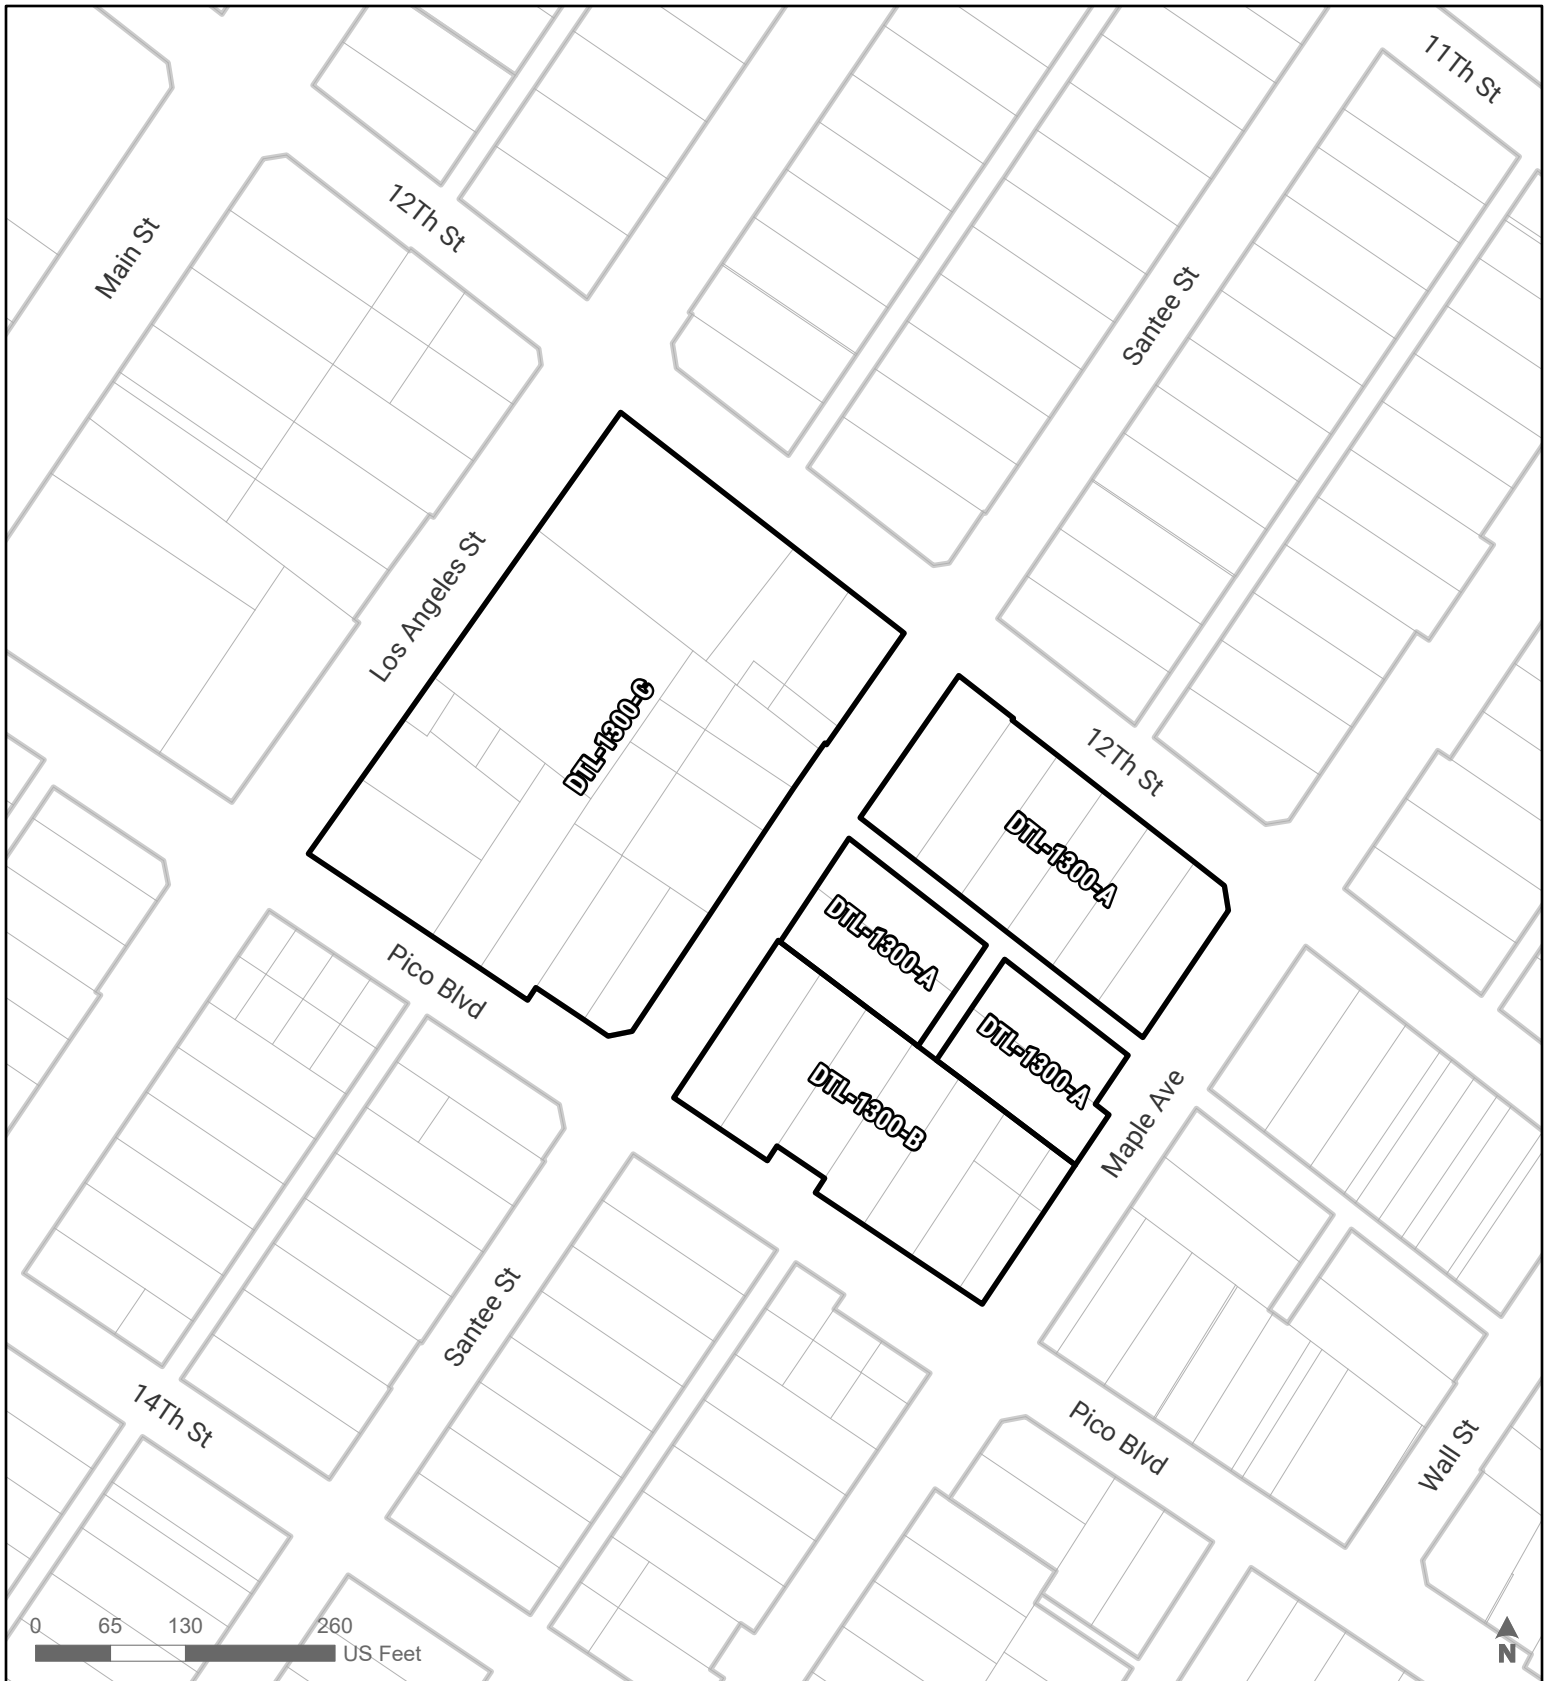 11Th St
12Th St
Main St
Santee St
Los Angeles St
DTL-1300-C
12Th St
DTL-1300-A
DTL-1300-A
Pico Blvd
DTL-1300-A
DTL-1300-B
Maple Ave
Santee St
14Th St
Pico Blvd
Wall St
0 65 130 260
US Feet
N